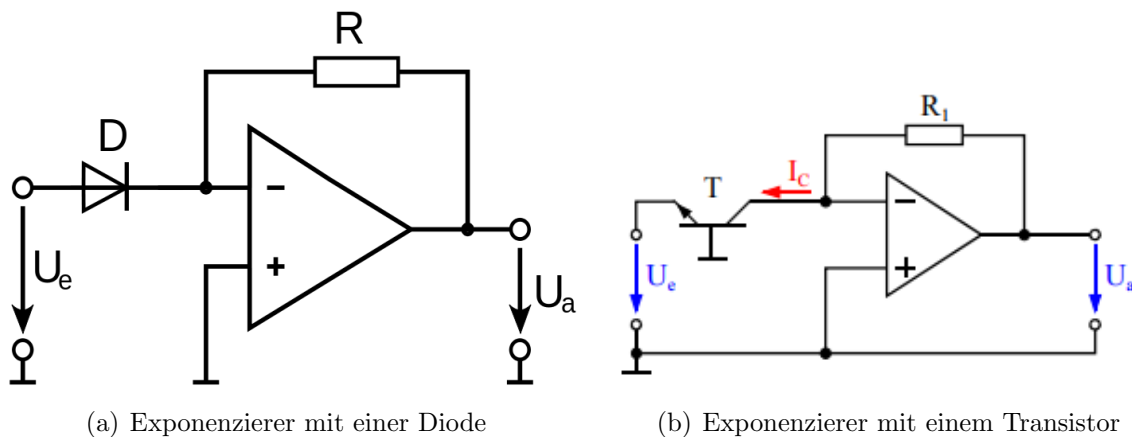 R
D
−
+
U_e
U_a
R_1
I_C
T
−
+
U_e
U_a
(a) Exponenzierer mit einer Diode
(b) Exponenzierer mit einem Transistor